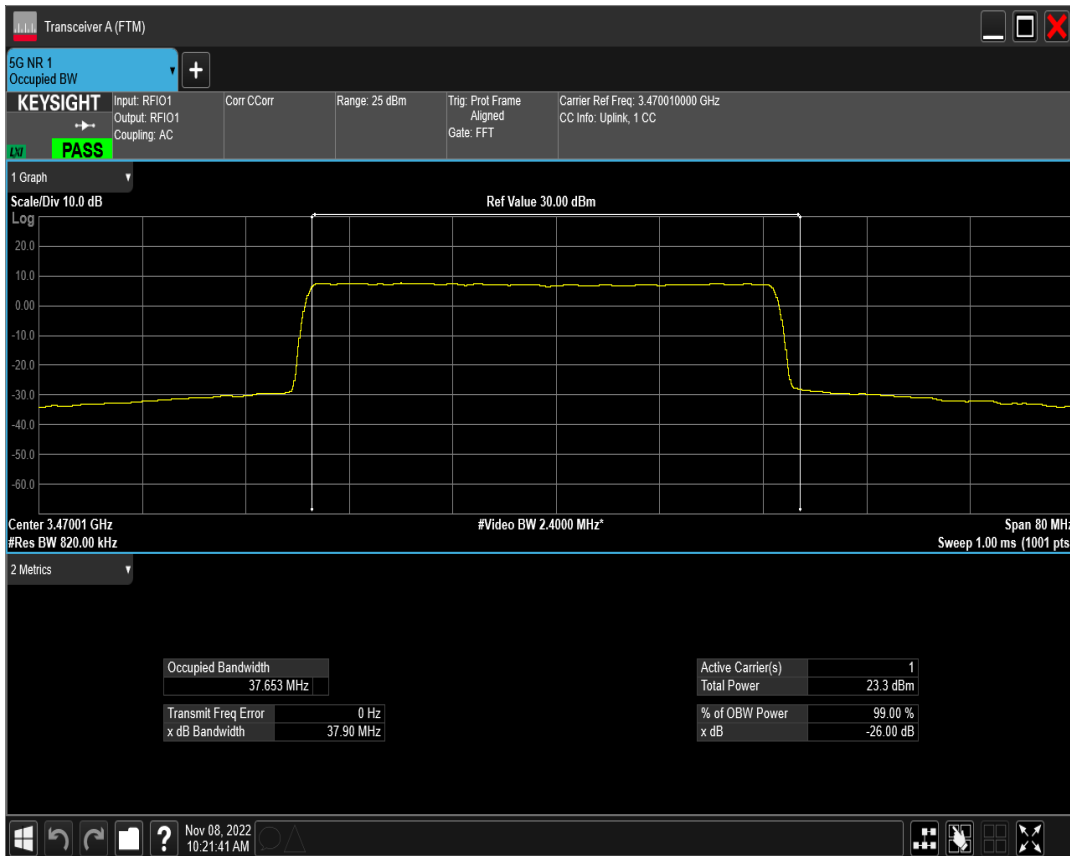 Transceiver A (FTM)
5G NR 1
Occupied BW
+
KEYSIGHT
LXI
PASS
Input: RFIO1
Output: RFIO1
Coupling: AC
Corr CCorr
Range: 25 dBm
Trig: Prot Frame
Aligned
Gate: FFT
Carrier Ref Freq: 3.470010000 GHz
CC Info: Uplink, 1 CC
1 Graph
Scale/Div 10.0 dB
Ref Value 30.00 dBm
Log
20.0
10.0
0.00
-10.0
-20.0
-30.0
-40.0
-50.0
-60.0
Center 3.47001 GHz
#Video BW 2.4000 MHz*
Span 80 MHz
#Res BW 820.00 kHz
Sweep 1.00 ms (1001 pts
2 Metrics
Occupied Bandwidth
37.653 MHz
Transmit Freq Error 0 Hz
x dB Bandwidth 37.90 MHz
Active Carrier(s) 1
Total Power 23.3 dBm
% of OBW Power 99.00 %
x dB -26.00 dB
?
Nov 08, 2022
10:21:41 AM